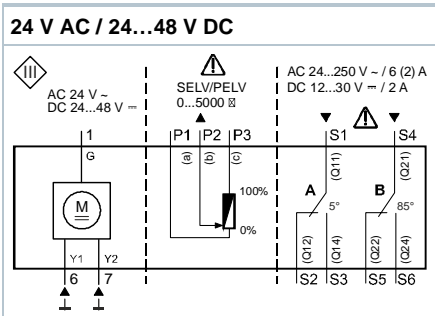 24 V AC / 24…48 V DC
III
AC 24 V ~
DC 24...48 V ⎓
SELV/PELV
0...5000 
AC 24...250 V ~ / 6 (2) A
DC 12...30 V ⎓ / 2 A
1
P1 P2 P3
S1 S4
G
(a) (b) (c)
(Q11) (Q21)
M
100%
0%
A
5°
B
85°
Y1 Y2
(Q12) (Q14) (Q22) (Q24)
6 7
S2 S3 S5 S6